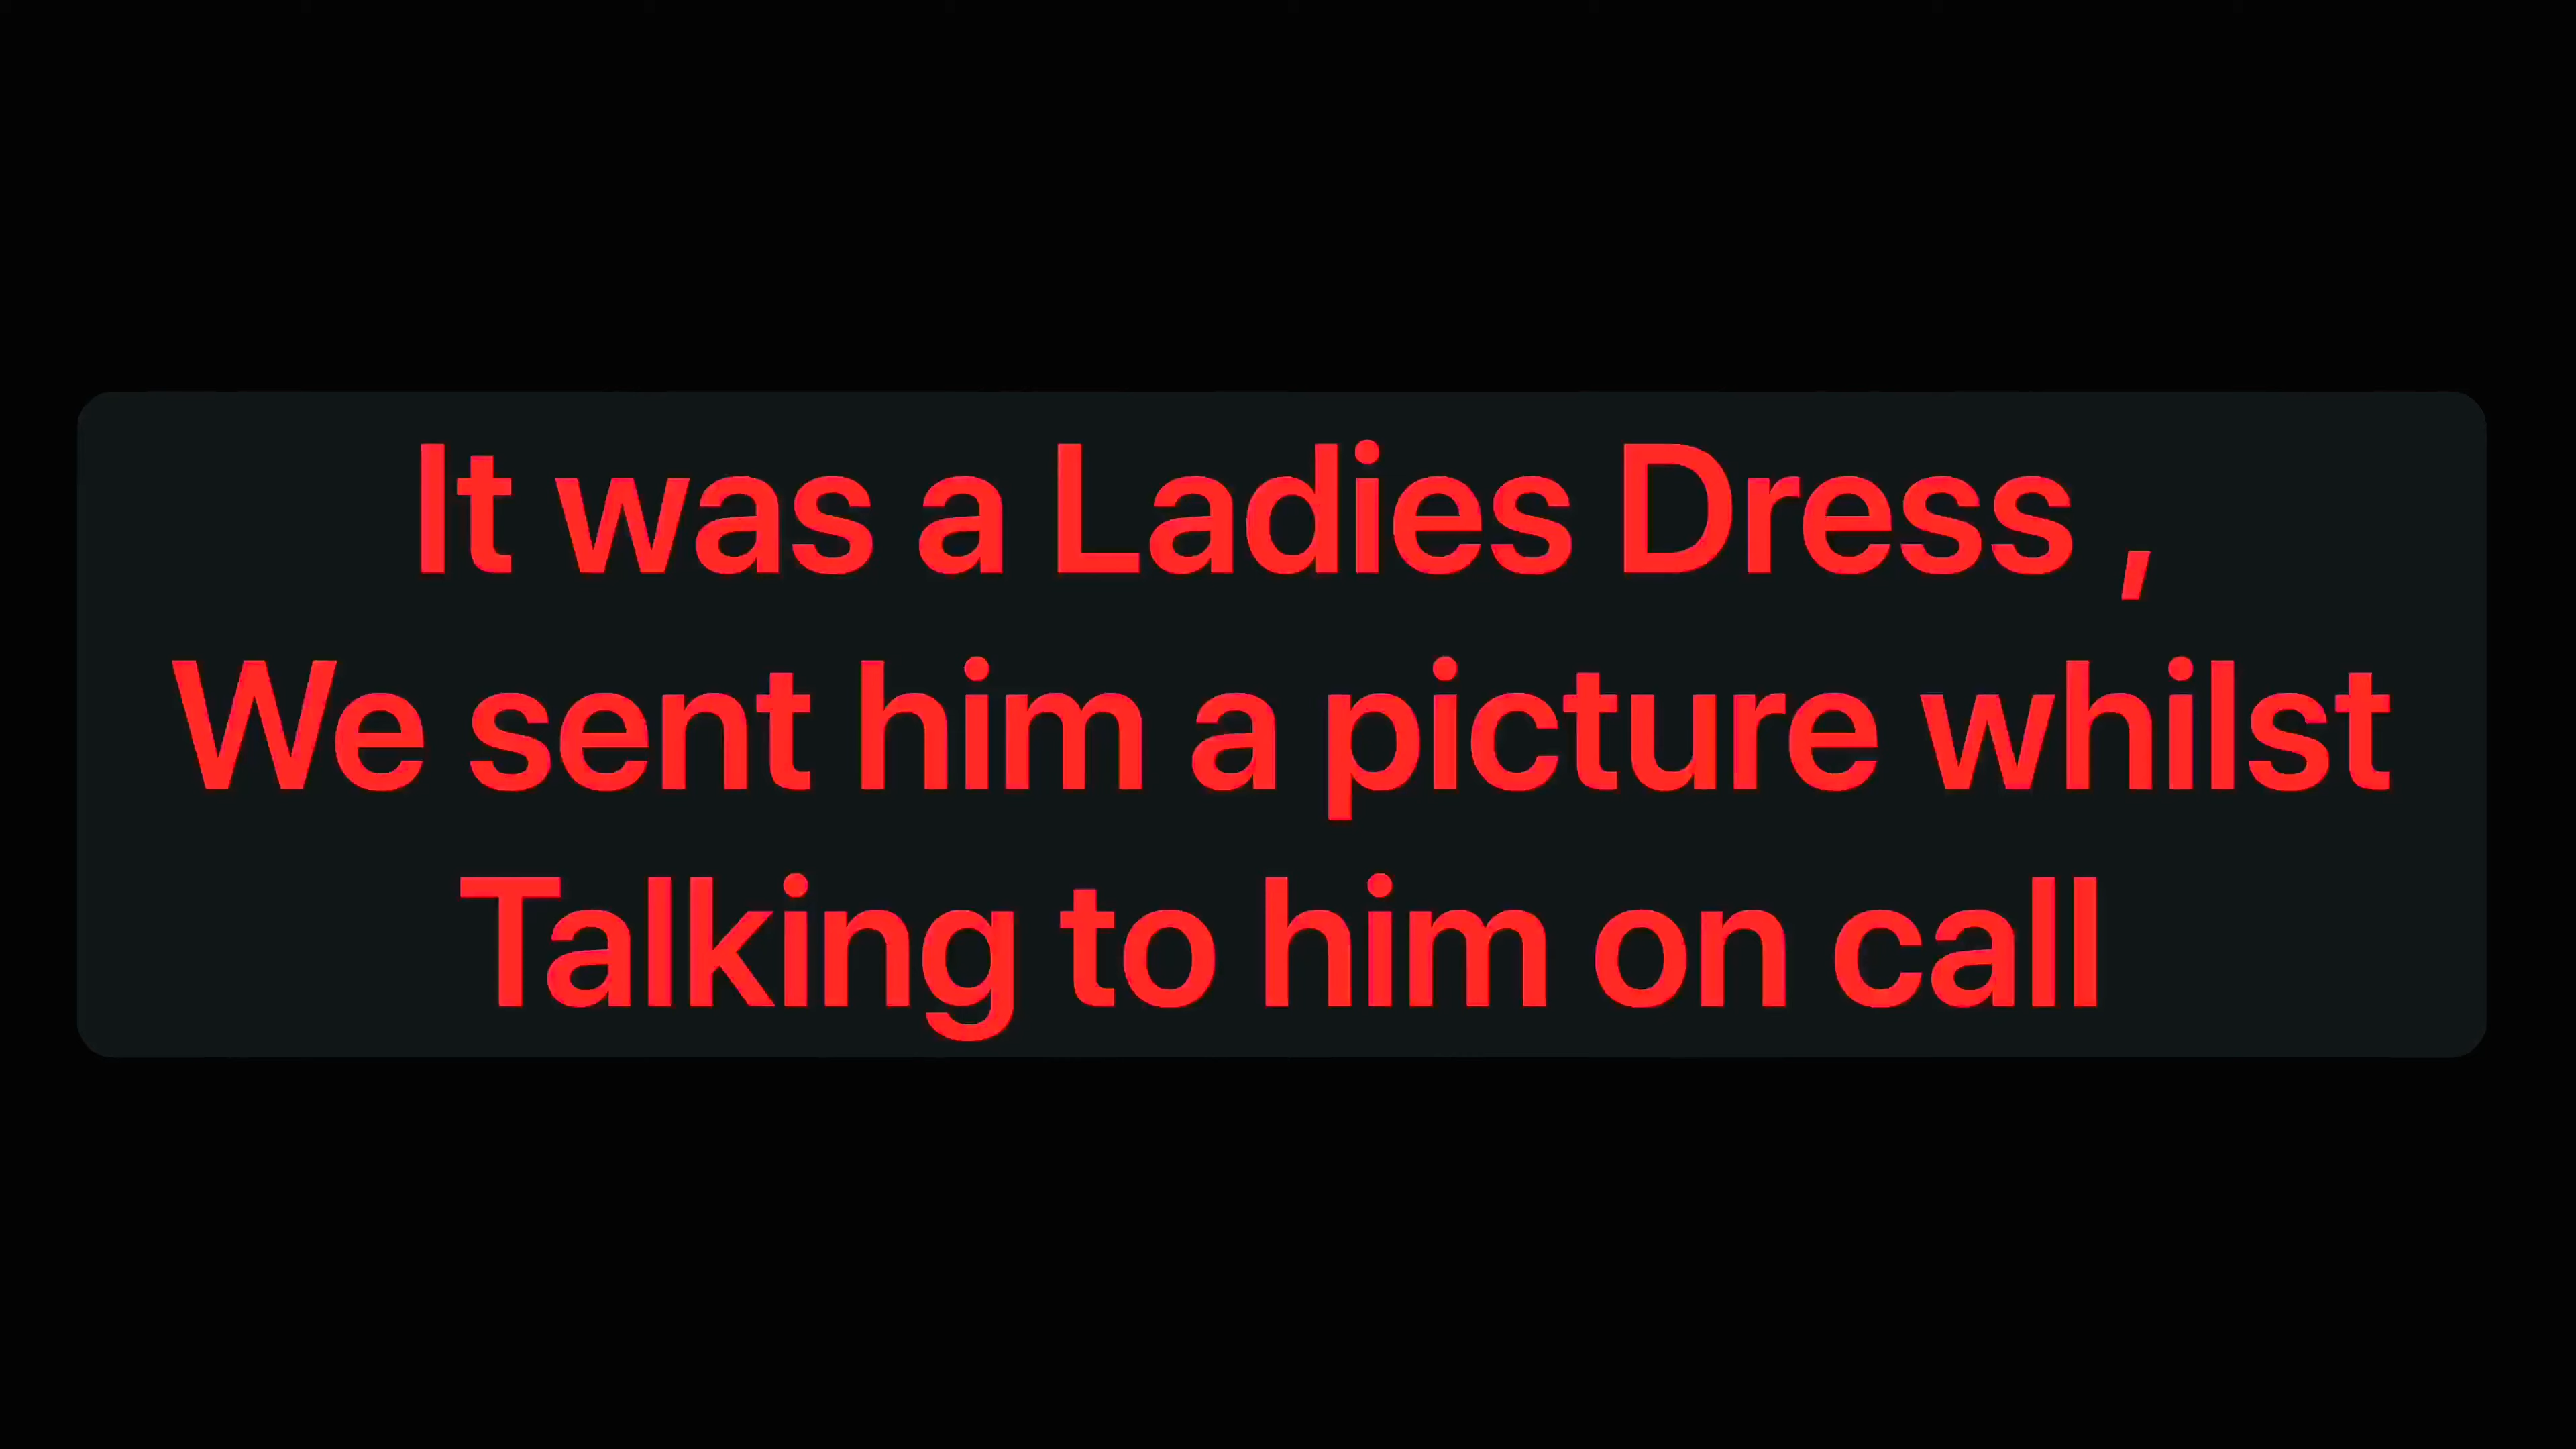 It was a Ladies Dress ,
We sent him a picture whilst
Talking to him on call